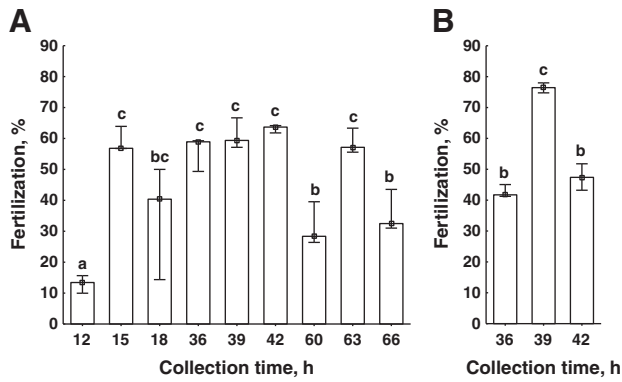 A
Fertilization, %
90
80
70
60
50
40
30
20
10
0
a
c
bc
c
c
c
b
c
b
12 15 18 36 39 42 60 63 66
Collection time, h
B
Fertilization, %
90
80
70
60
50
40
30
20
10
0
b
c
b
36 39 42
Collection time, h